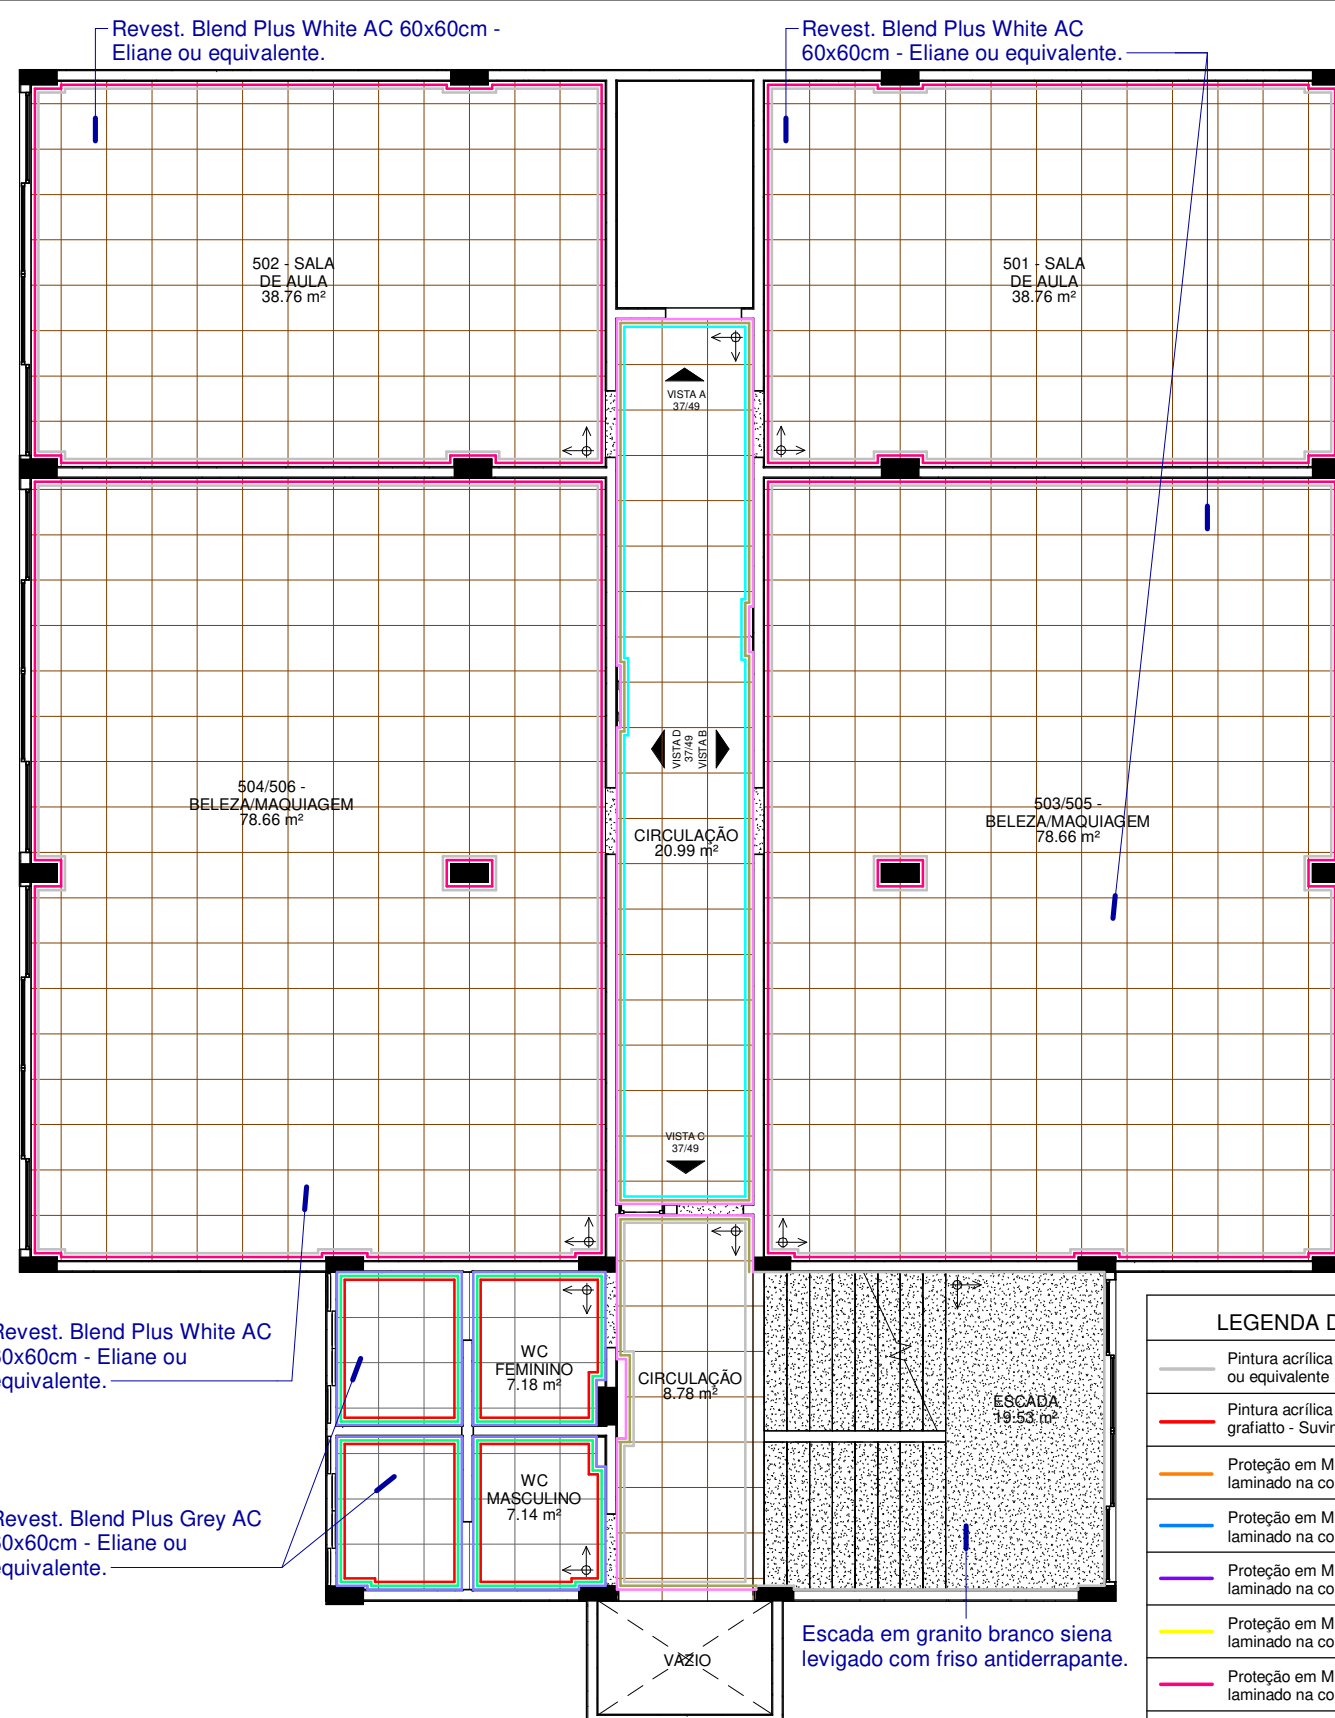 Revest. Blend Plus White AC 60x60cm -
Eliane ou equivalente.
Revest. Blend Plus White AC
60x60cm - Eliane ou equivalente.
502 - SALA
DE AULA
38.76 m²
501 - SALA
DE AULA
38.76 m²
VISTA A
37/49
VISTA D
37/49
VISTA B
504/506 -
BELEZA/MAQUIAGEM
78.66 m²
CIRCULAÇÃO
20.99 m²
503/505 -
BELEZA/MAQUIAGEM
78.66 m²
VISTA C
37/49
Revest. Blend Plus White AC
60x60cm - Eliane ou
equivalente.
WC
FEMININO
7.18 m²
CIRCULAÇÃO
8.78 m²
ESCADA
19.53 m²
WC
MASCULINO
7.14 m²
Revest. Blend Plus Grey AC
60x60cm - Eliane ou
equivalente.
VAZIO
Escada em granito branco siena
levigado com friso antiderrapante.
LEGENDA D
Pintura acrílica
ou equivalente
Pintura acrílica
grafiatto - Suvin
Proteção em M
laminado na co
Proteção em M
laminado na co
Proteção em M
laminado na co
Proteção em M
laminado na co
Proteção em M
laminado na co